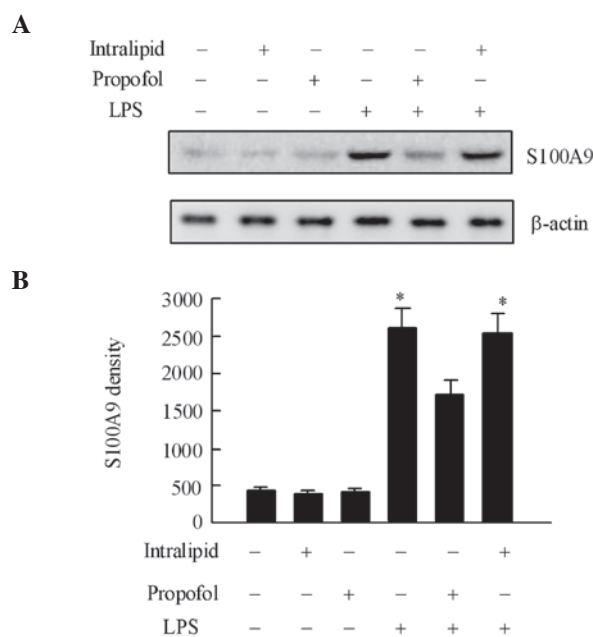 A
Intralipid − + − − − +
Propofol − − + − + −
LPS − − − + + +
S100A9
β-actin
B
3000
2500
2000
1500
1000
500
0
S100A9 density
* *
Intralipid − + − − − +
Propofol − − + − + −
LPS − − − + + +